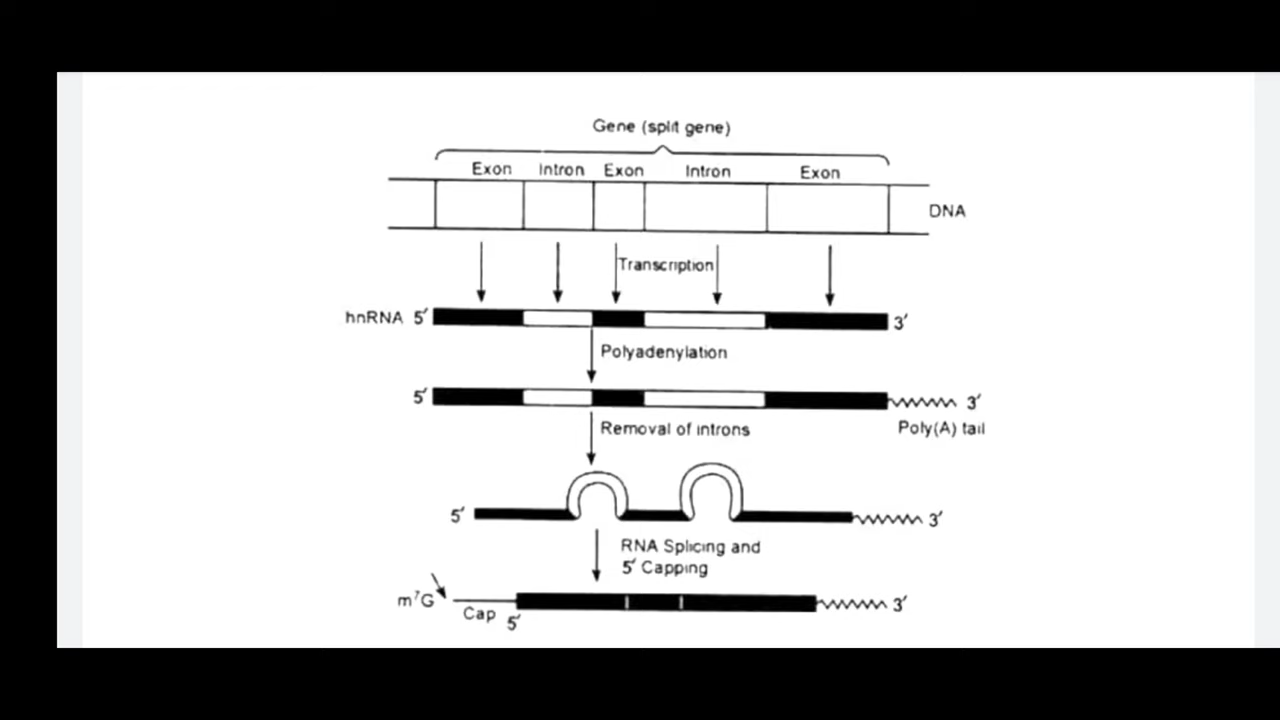 Gene (split gene)
Exon Intron Exon Intron Exon
DNA
Transcription
hnRNA 5′ 3′
Polyadenylation
5′ 3′
Poly(A) tail
Removal of introns
5′ 3′
RNA Splicing and
5′ Capping
m⁷G 3′
Cap 5′